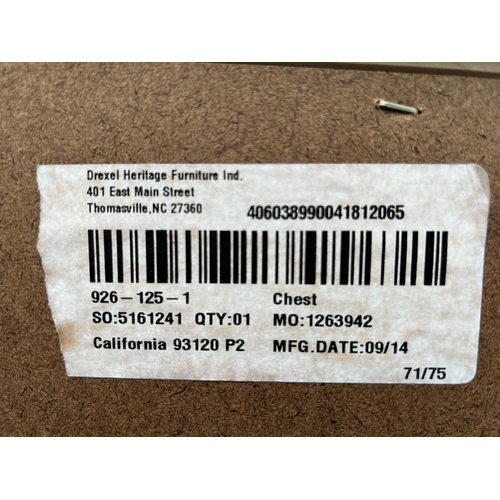 Drexel Heritage Furniture Ind.
401 East Main Street
Thomasville,NC 27360
406038990041812065
926-125-1 Chest
SO:5161241 QTY:01 MO:1263942
California 93120 P2 MFG.DATE:09/14
71/75